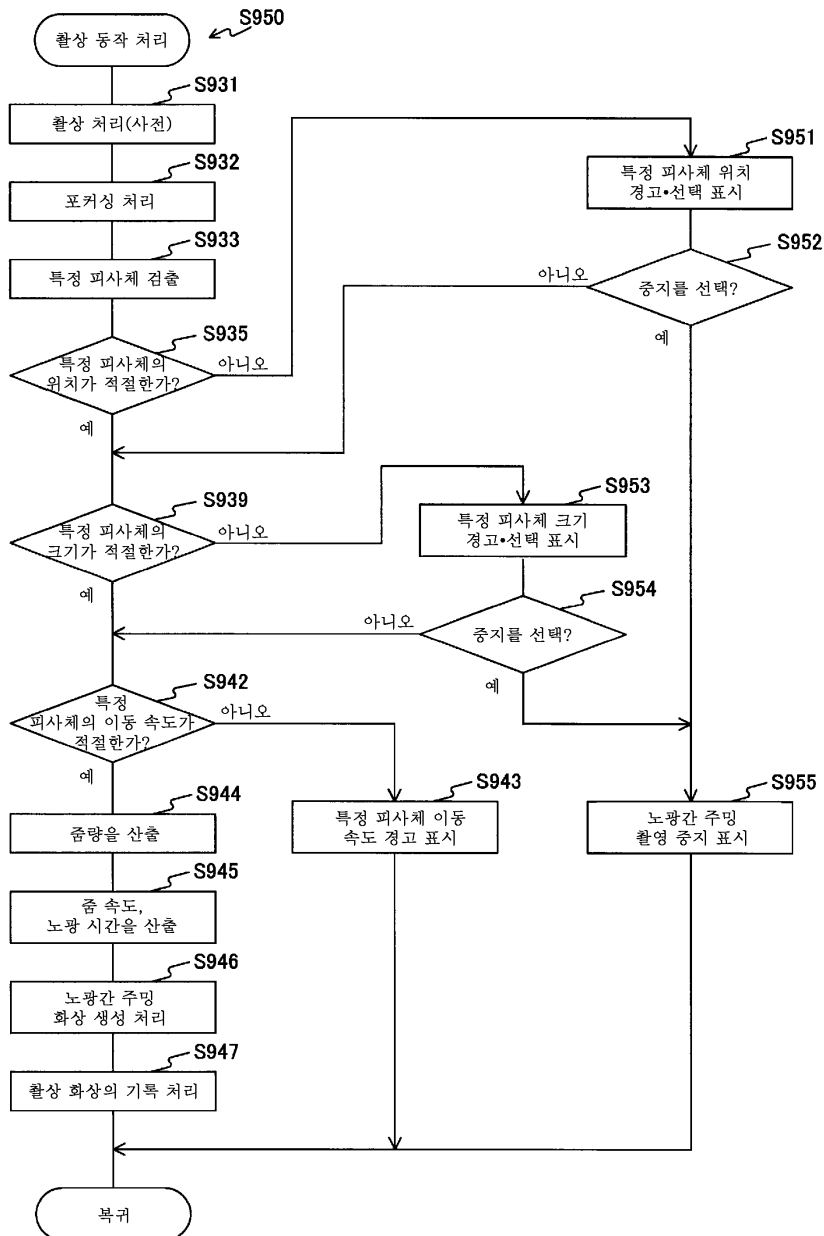 S950
촬상 동작 처리
S931
촬상 처리(사전)
S932
포커싱 처리
S933
특정 피사체 검출
S935
특정 피사체의
위치가 적절한가?
아니오
예
S951
특정 피사체 위치
경고•선택 표시
S952
중지를 선택?
아니오
예
S939
특정 피사체의
크기가 적절한가?
아니오
예
S953
특정 피사체 크기
경고•선택 표시
S954
중지를 선택?
아니오
예
S942
특정
피사체의 이동 속도가
적절한가?
아니오
예
S943
특정 피사체 이동
속도 경고 표시
S955
노광간 주밍
촬영 중지 표시
S944
줌량을 산출
S945
줌 속도,
노광 시간을 산출
S946
노광간 주밍
화상 생성 처리
S947
촬상 화상의 기록 처리
복귀